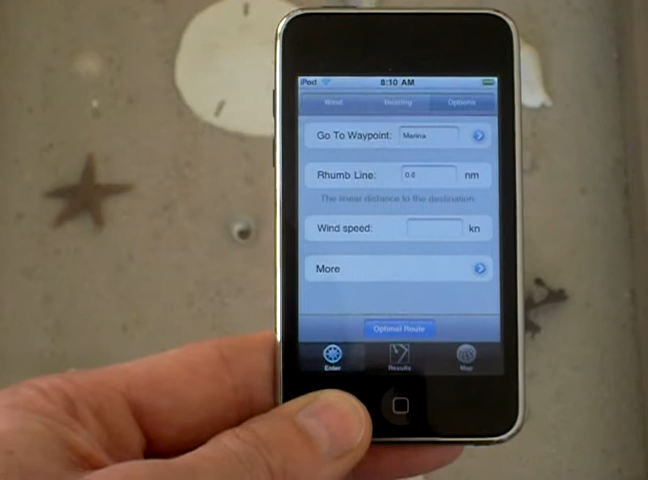 iPod 8:10 AM
Wind Heading Options
Go To Waypoint: Marina
Rhumb Line: 0.6 nm
The linear distance to the destination
Wind speed: kn
More
Optimal Route
Enter Results Map